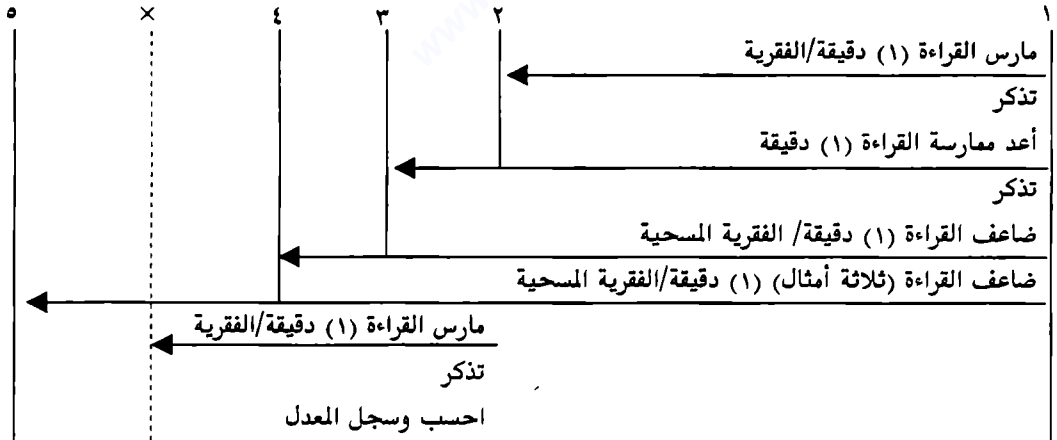 ١ ٢ ٣ ٤ × ٥
مارس القراءة (١) دقيقة/الفقرية
تذكر
أعد ممارسة القراءة (١) دقيقة
تذكر
ضاعف القراءة (١) دقيقة/ الفقرية المسحية
ضاعف القراءة (ثلاثة أمثال) (١) دقيقة/الفقرية المسحية
مارس القراءة (١) دقيقة/الفقرية
تذكر
احسب وسجل المعدل